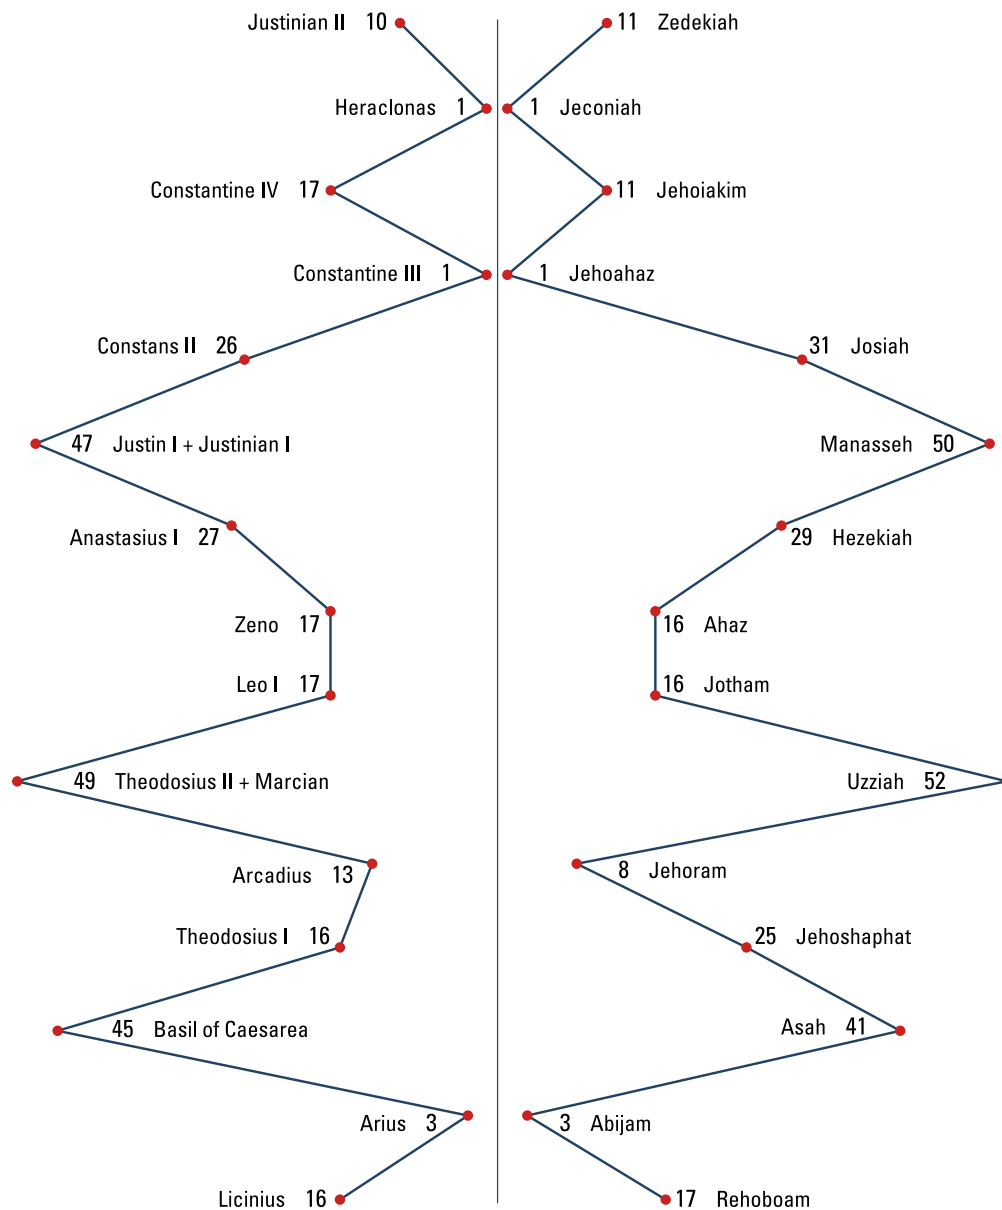 Justinian II 10 11 Zedekiah
Heraclonas 1 1 Jeconiah
Constantine IV 17 11 Jehoiakim
Constantine III 1 1 Jehoahaz
Constans II 26 31 Josiah
47 Justin I + Justinian I Manasseh 50
Anastasius I 27 29 Hezekiah
Zeno 17 16 Ahaz
Leo I 17 16 Jotham
49 Theodosius II + Marcian Uzziah 52
Arcadius 13 8 Jehoram
Theodosius I 16 25 Jehoshaphat
45 Basil of Caesarea Asah 41
Arius 3 3 Abijam
Licinius 16 17 Rehoboam